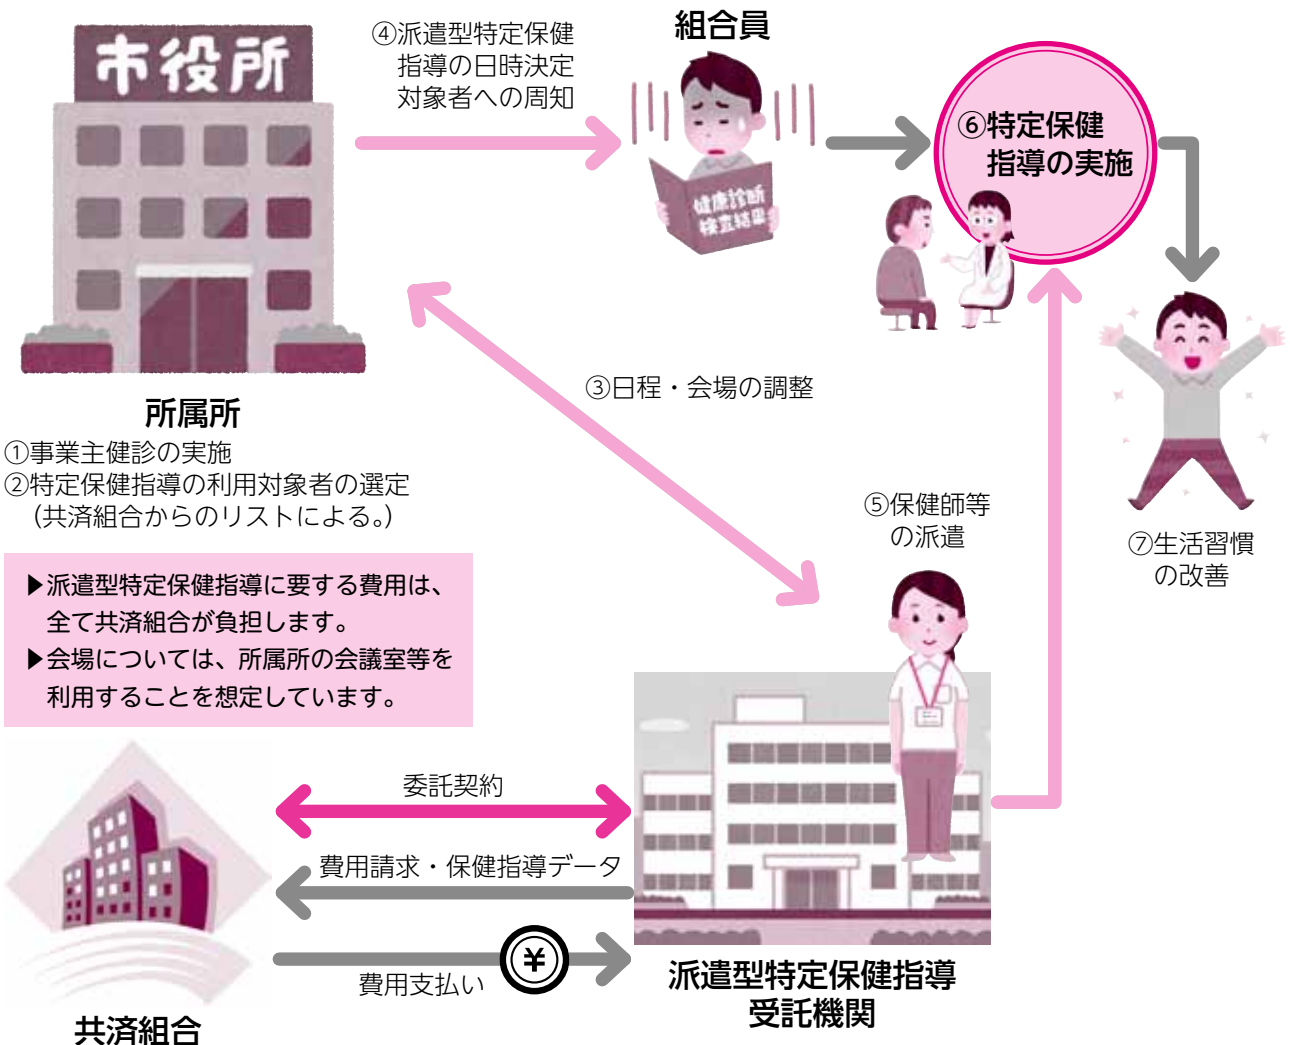 市役所
④派遣型特定保健
指導の日時決定
対象者への周知
組合員
健康診断
検査結果
⑥特定保健
指導の実施
③日程・会場の調整
所属所
①事業主健診の実施
②特定保健指導の利用対象者の選定
（共済組合からのリストによる。）
⑤保健師等
の派遣
⑦生活習慣
の改善
▶派遣型特定保健指導に要する費用は、
全て共済組合が負担します。
▶会場については、所属所の会議室等を
利用することを想定しています。
委託契約
費用請求・保健指導データ
¥
費用支払い
派遣型特定保健指導
受託機関
共済組合